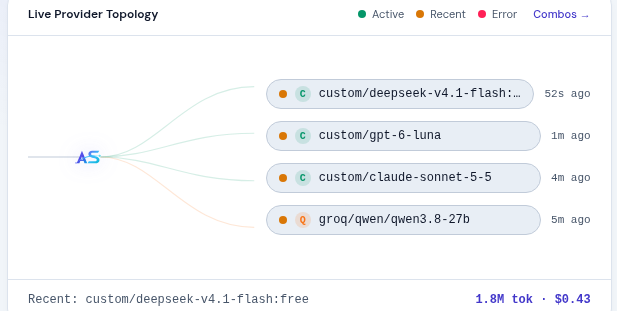 Live Provider Topology
Active Recent Error Combos →
AS
C custom/deepseek-v4.1-flash:… 52s ago
C custom/gpt-6-luna 1m ago
C custom/claude-sonnet-5-5 4m ago
Q groq/qwen/qwen3.8-27b 5m ago
Recent: custom/deepseek-v4.1-flash:free
1.8M tok · $0.43